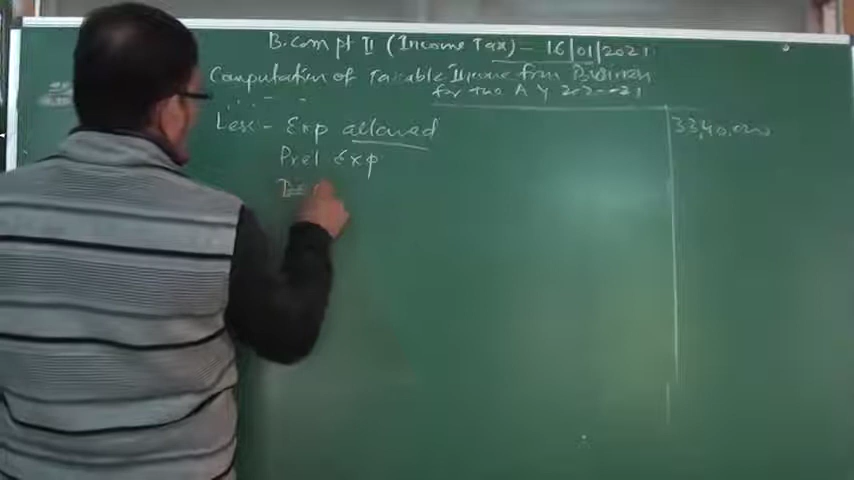 B.Com pt II (Income Tax) - 16/01/2021
Computation of Taxable Income from Business
for the A Y 2020-21
Less:- Exp allowed 33,40,000
Prel Exp